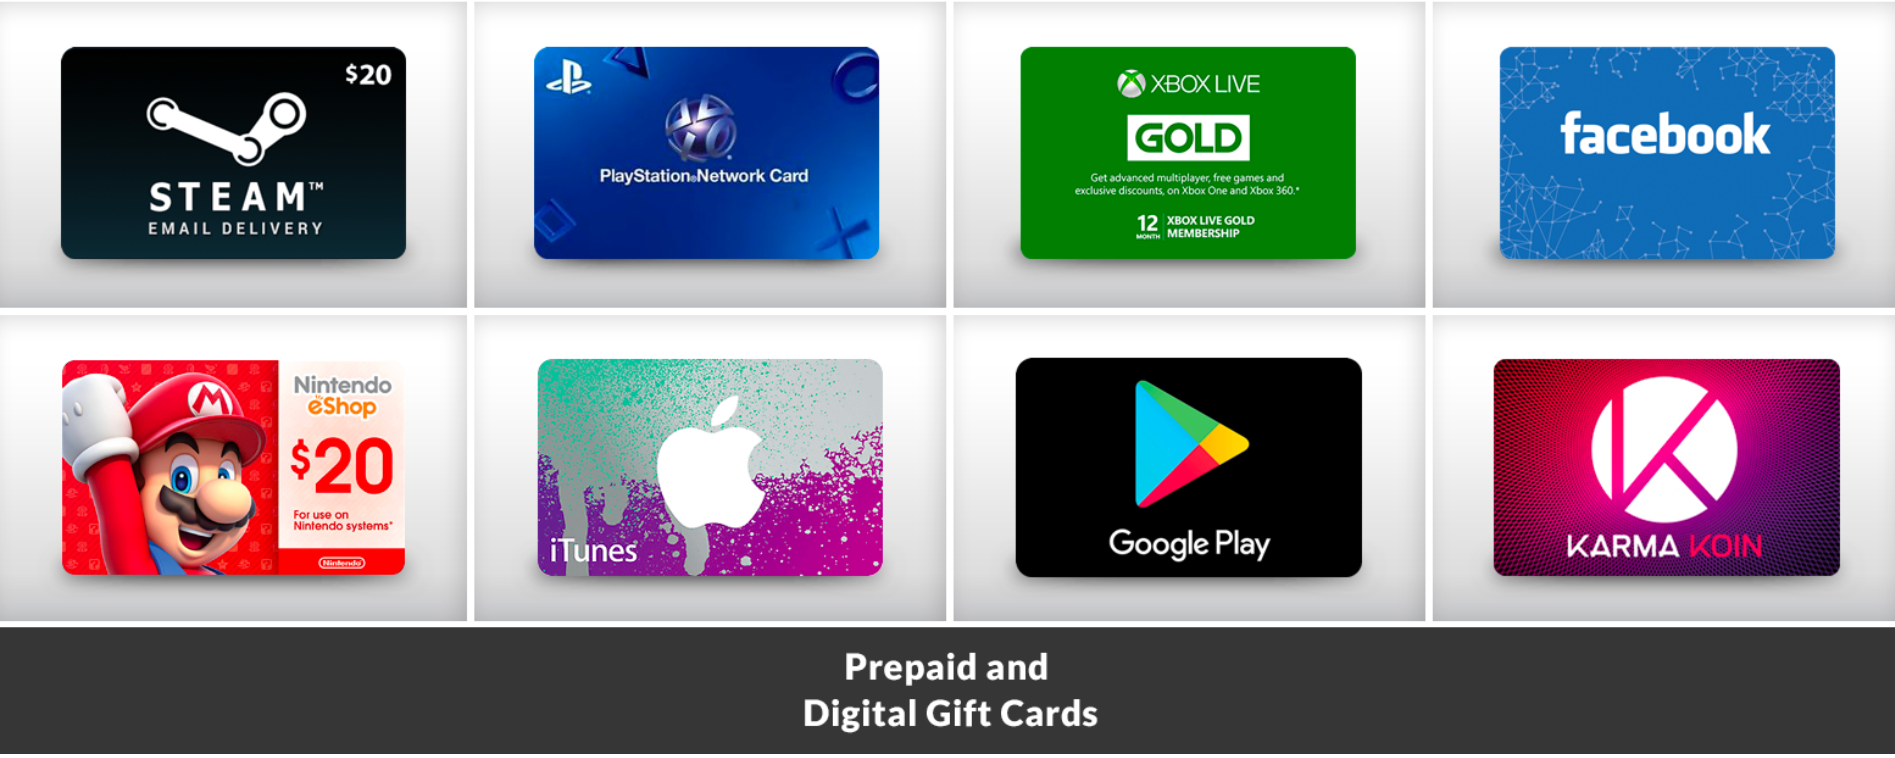 $20
STEAM™
EMAIL DELIVERY
PlayStation®Network Card
XBOX LIVE
GOLD
Get advanced multiplayer, free games and
exclusive discounts, on Xbox One and Xbox 360.*
12 MONTH XBOX LIVE GOLD
MEMBERSHIP
facebook
Nintendo
eShop
$20
For use on
Nintendo systems*
Nintendo
iTunes
Google Play
KARMA KOIN
Prepaid and
Digital Gift Cards